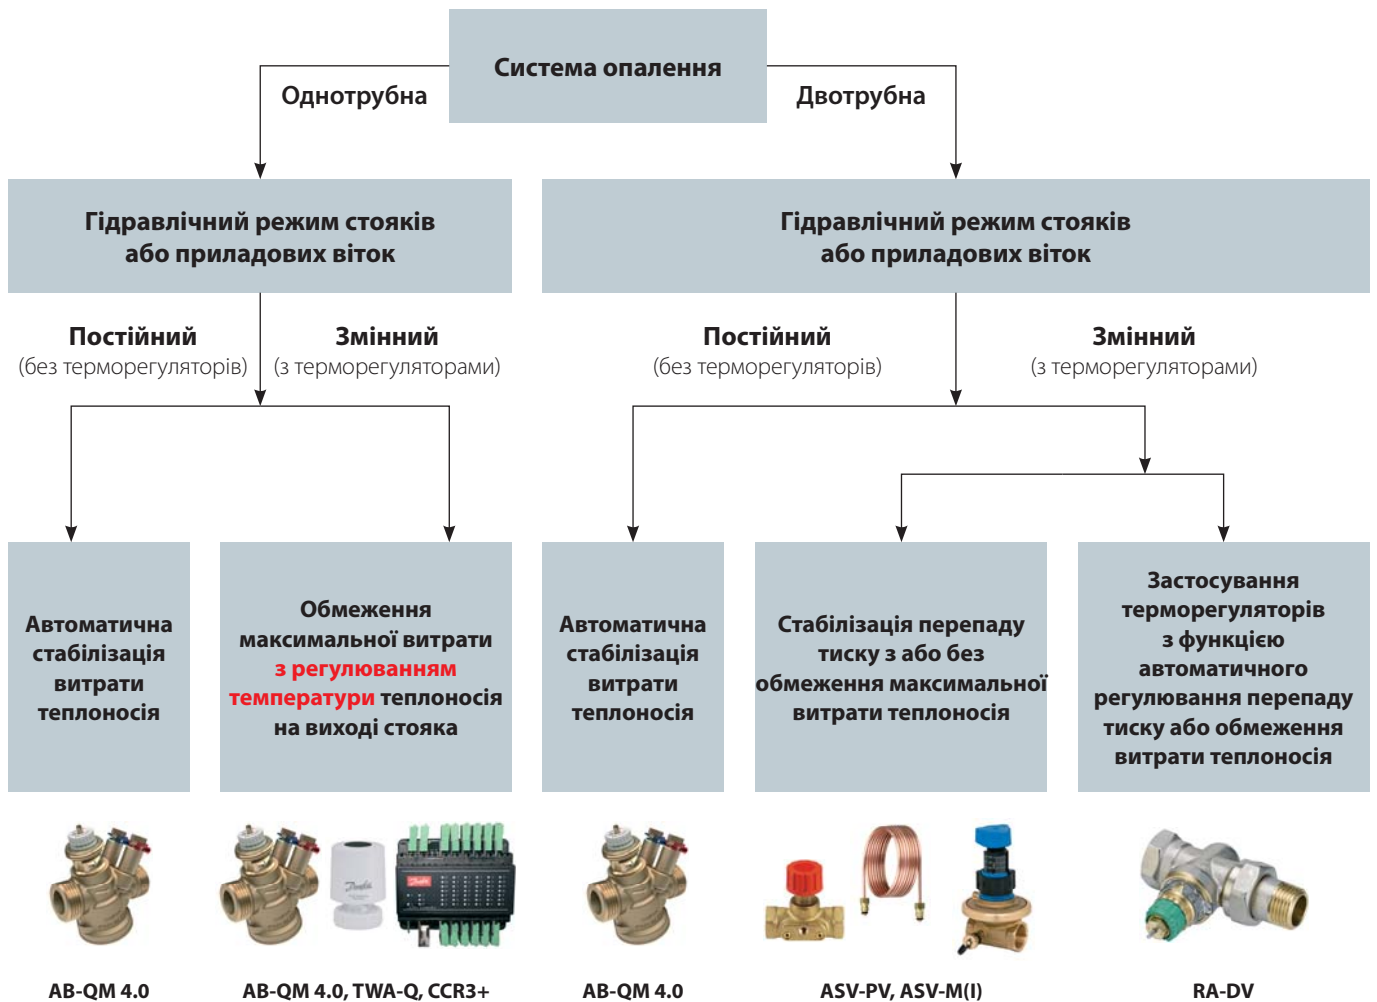 Система опалення
Однотрубна
Двотрубна
Гідравлічний режим стояків
або приладових віток
Гідравлічний режим стояків
або приладових віток
Постійний
(без терморегуляторів)
Змінний
(з терморегуляторами)
Постійний
(без терморегуляторів)
Змінний
(з терморегуляторами)
Автоматична
стабілізація
витрати
теплоносія
Обмеження
максимальної витрати
з регулюванням
температури теплоносія
на виході стояка
Автоматична
стабілізація
витрати
теплоносія
Стабілізація перепаду
тиску з або без
обмеження максимальної
витрати теплоносія
Застосування
терморегуляторів
з функцією
автоматичного
регулювання перепаду
тиску або обмеження
витрати теплоносія
Danfoss
Danfoss
AB-QM 4.0
AB-QM 4.0, TWA-Q, CCR3+
AB-QM 4.0
ASV-PV, ASV-M(I)
RA-DV